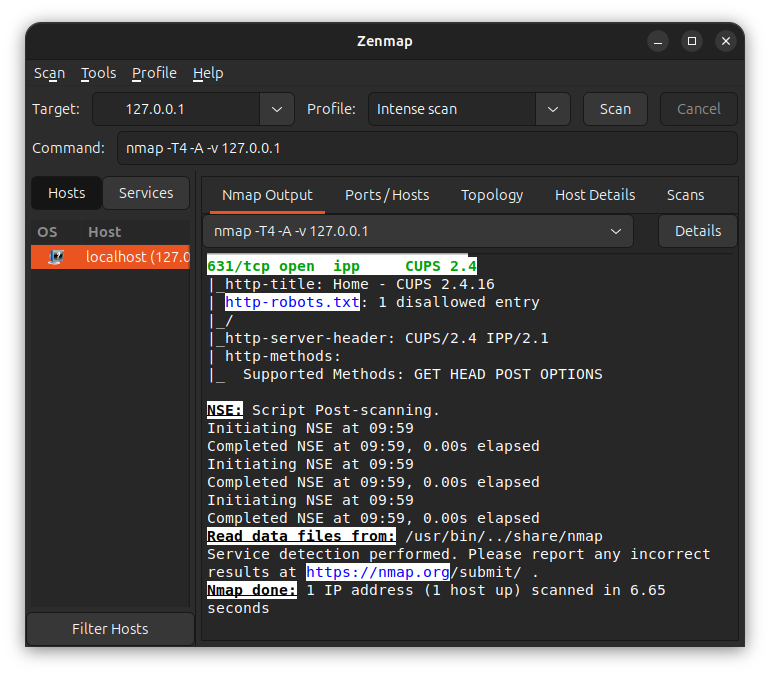 Zenmap
Scan Tools Profile Help
Target: 127.0.0.1 Profile: Intense scan Scan Cancel
Command: nmap -T4 -A -v 127.0.0.1
Hosts Services
Nmap Output Ports / Hosts Topology Host Details Scans
OS Host
nmap -T4 -A -v 127.0.0.1 Details
localhost (127.0
631/tcp open  ipp     CUPS 2.4
|_http-title: Home - CUPS 2.4.16
| http-robots.txt: 1 disallowed entry
|_/
|_http-server-header: CUPS/2.4 IPP/2.1
| http-methods:
|_  Supported Methods: GET HEAD POST OPTIONS
NSE: Script Post-scanning.
Initiating NSE at 09:59
Completed NSE at 09:59, 0.00s elapsed
Initiating NSE at 09:59
Completed NSE at 09:59, 0.00s elapsed
Initiating NSE at 09:59
Completed NSE at 09:59, 0.00s elapsed
Read data files from: /usr/bin/../share/nmap
Service detection performed. Please report any incorrect
results at https://nmap.org/submit/ .
Nmap done: 1 IP address (1 host up) scanned in 6.65
seconds
Filter Hosts